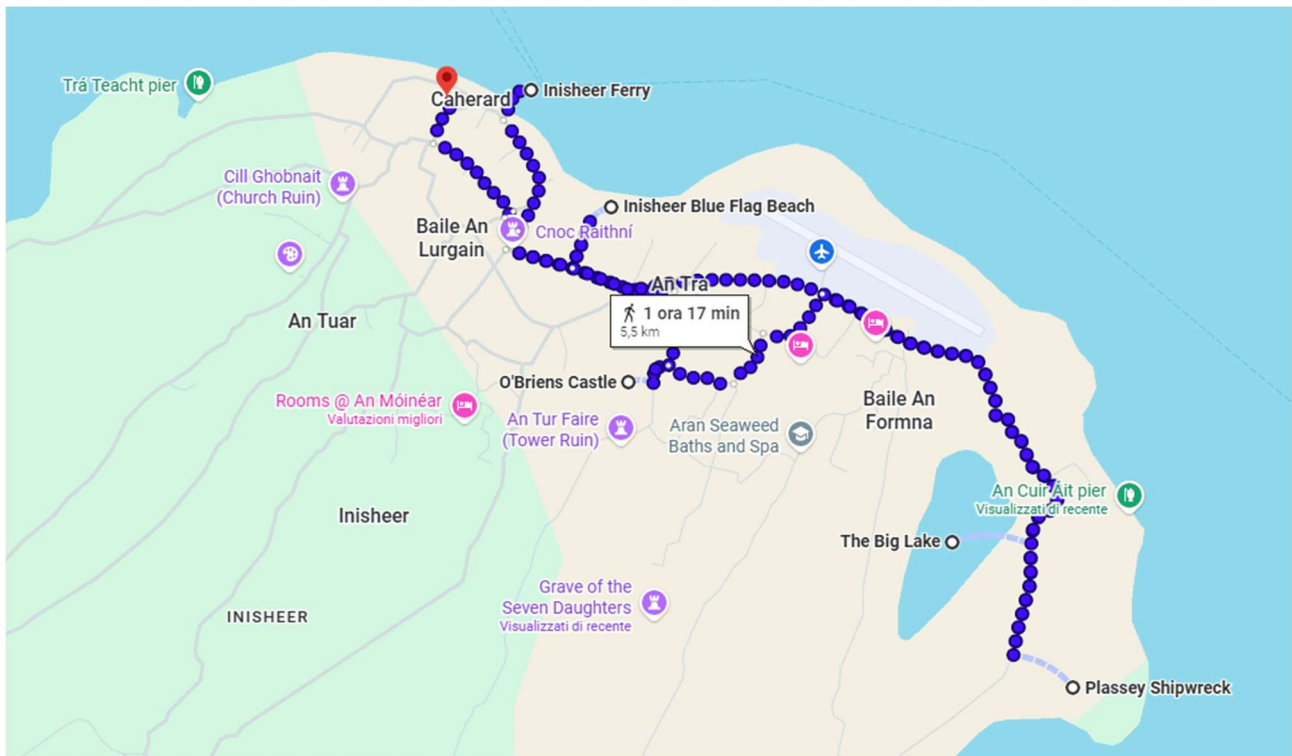 Trá Teacht pier
Caherard
Inisheer Ferry
Cill Ghobnait
(Church Ruin)
Inisheer Blue Flag Beach
Baile An
Lurgain
Cnoc Raithní
An Tra
An Tuar
1 ora 17 min
5,5 km
O'Briens Castle
Rooms @ An Móinéar
Valutazioni migliori
An Tur Faire
(Tower Ruin)
Aran Seaweed
Baths and Spa
Baile An
Formna
An Cuir Áit pier
Visualizzati di recente
Inisheer
The Big Lake
Grave of the
Seven Daughters
Visualizzati di recente
INISHEER
Plassey Shipwreck